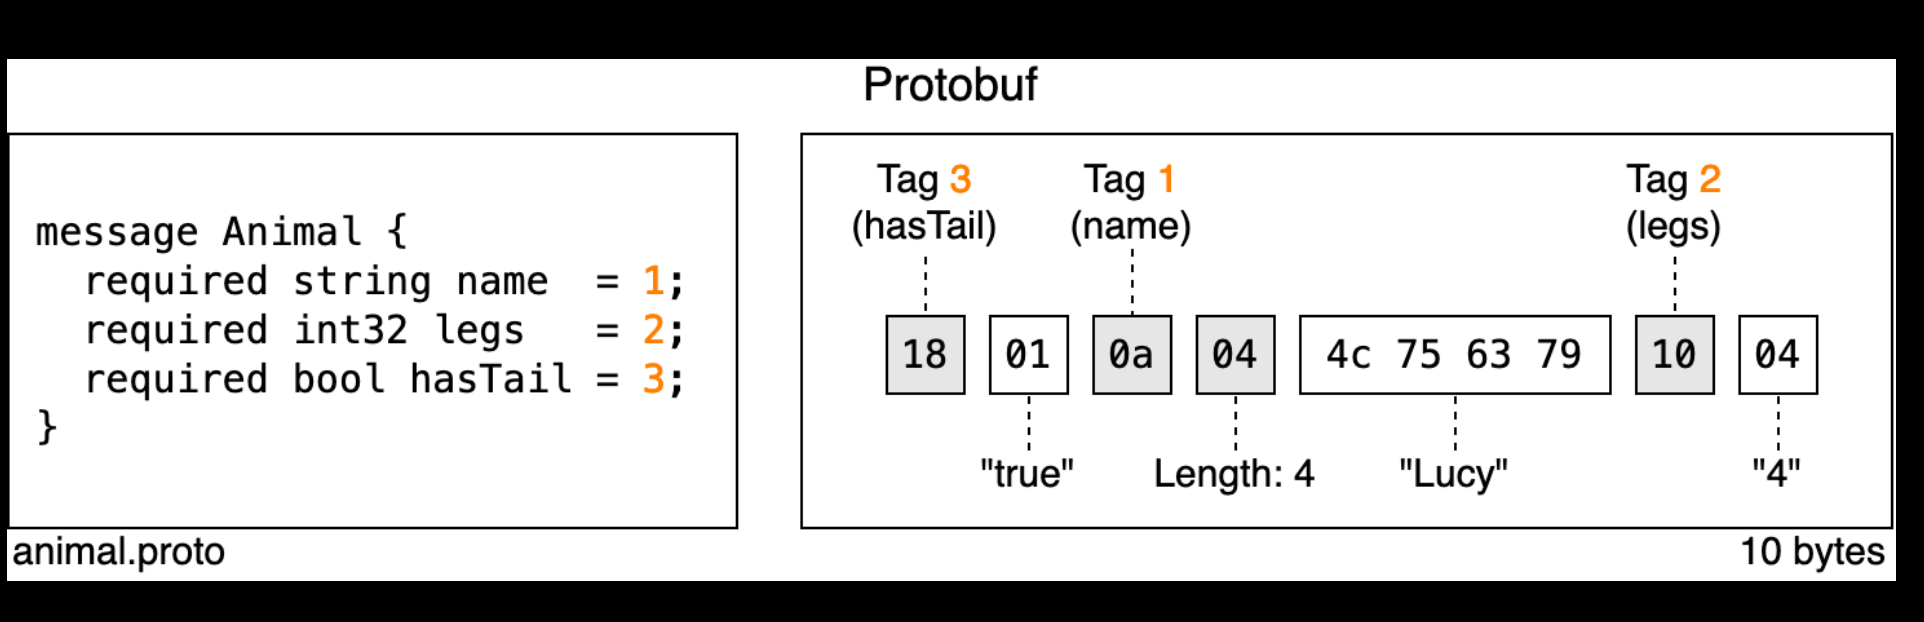 Protobuf
message Animal {
  required string name  = 1;
  required int32 legs   = 2;
  required bool hasTail = 3;
}
animal.proto
Tag 3 Tag 1 Tag 2
(hasTail) (name) (legs)
18 01 0a 04 4c 75 63 79 10 04
"true" Length: 4 "Lucy" "4"
10 bytes